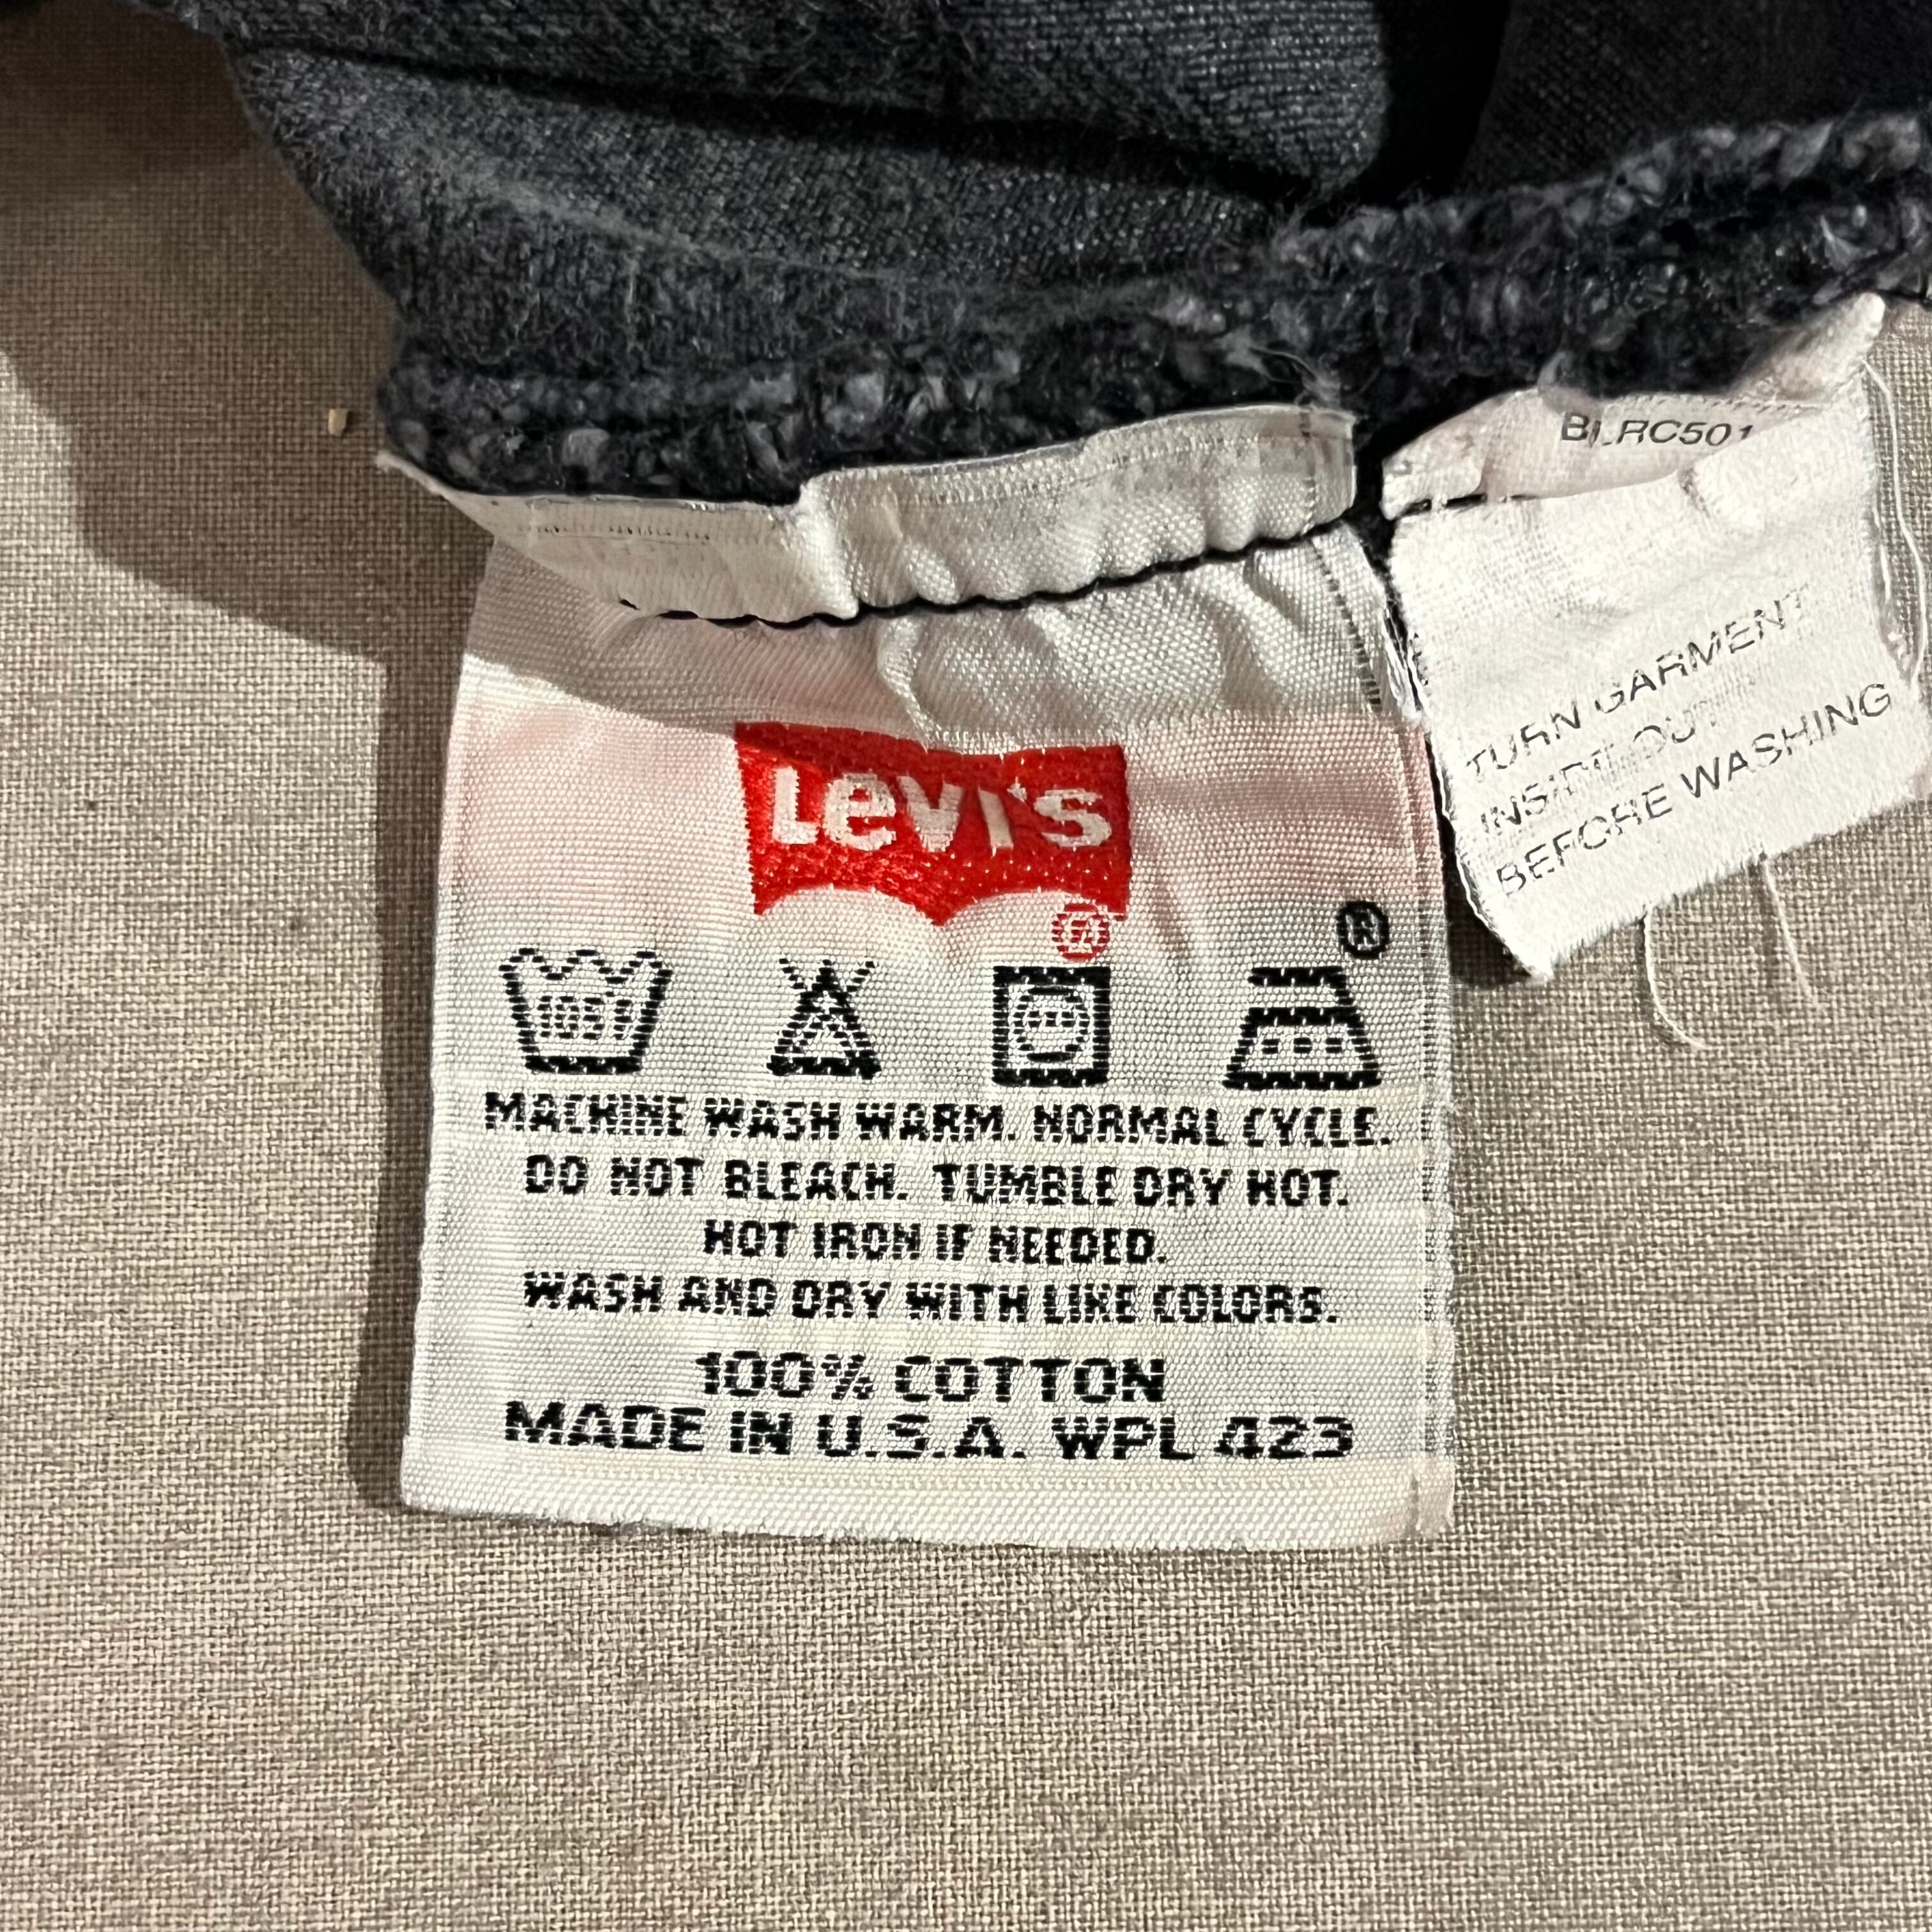 BLRC501
TURN GARMENT
INSIDE OUT
BEFORE WASHING
Levi's
®
®
105F
MACHINE WASH WARM. NORMAL CYCLE.
DO NOT BLEACH. TUMBLE DRY HOT.
HOT IRON IF NEEDED.
WASH AND DRY WITH LIKE COLORS.
100% COTTON
MADE IN U.S.A. WPL 423